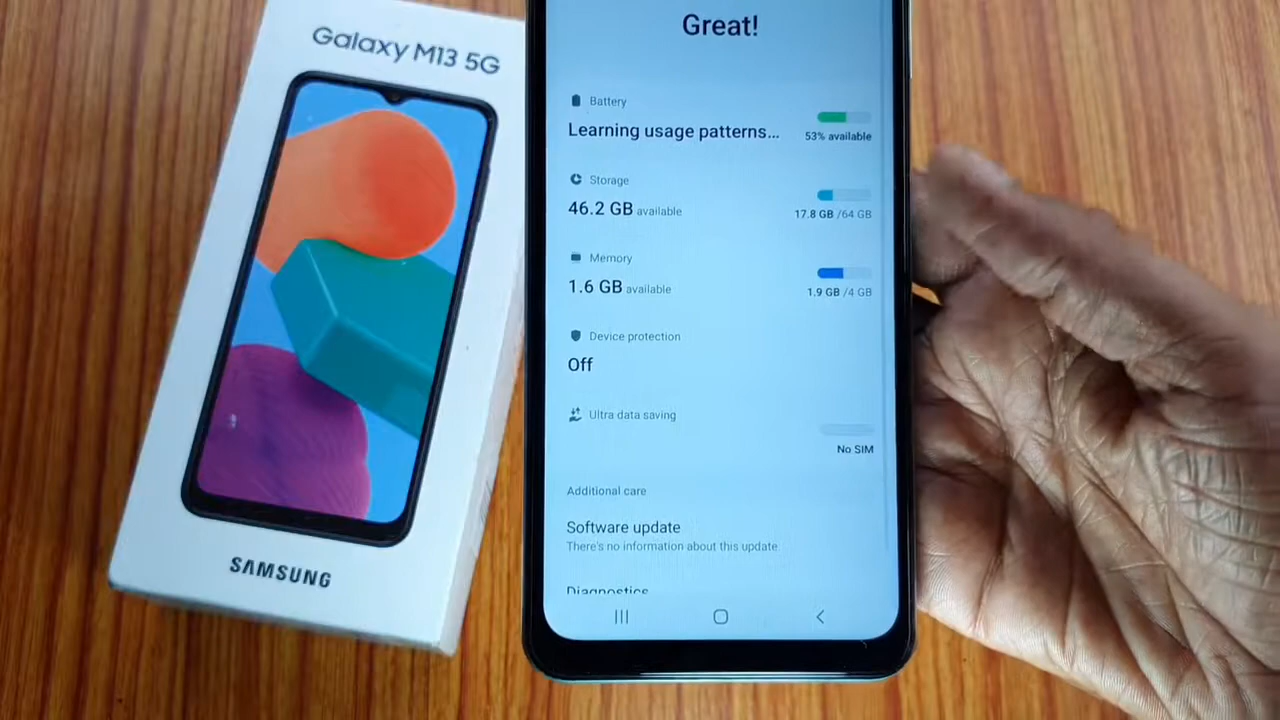 Galaxy M13 5G
SAMSUNG
Great!
Battery
Learning usage patterns...
53% available
Storage
46.2 GB available
17.8 GB /64 GB
Memory
1.6 GB available
1.9 GB /4 GB
Device protection
Off
Ultra data saving
No SIM
Additional care
Software update
There's no information about this update
Diagnostics